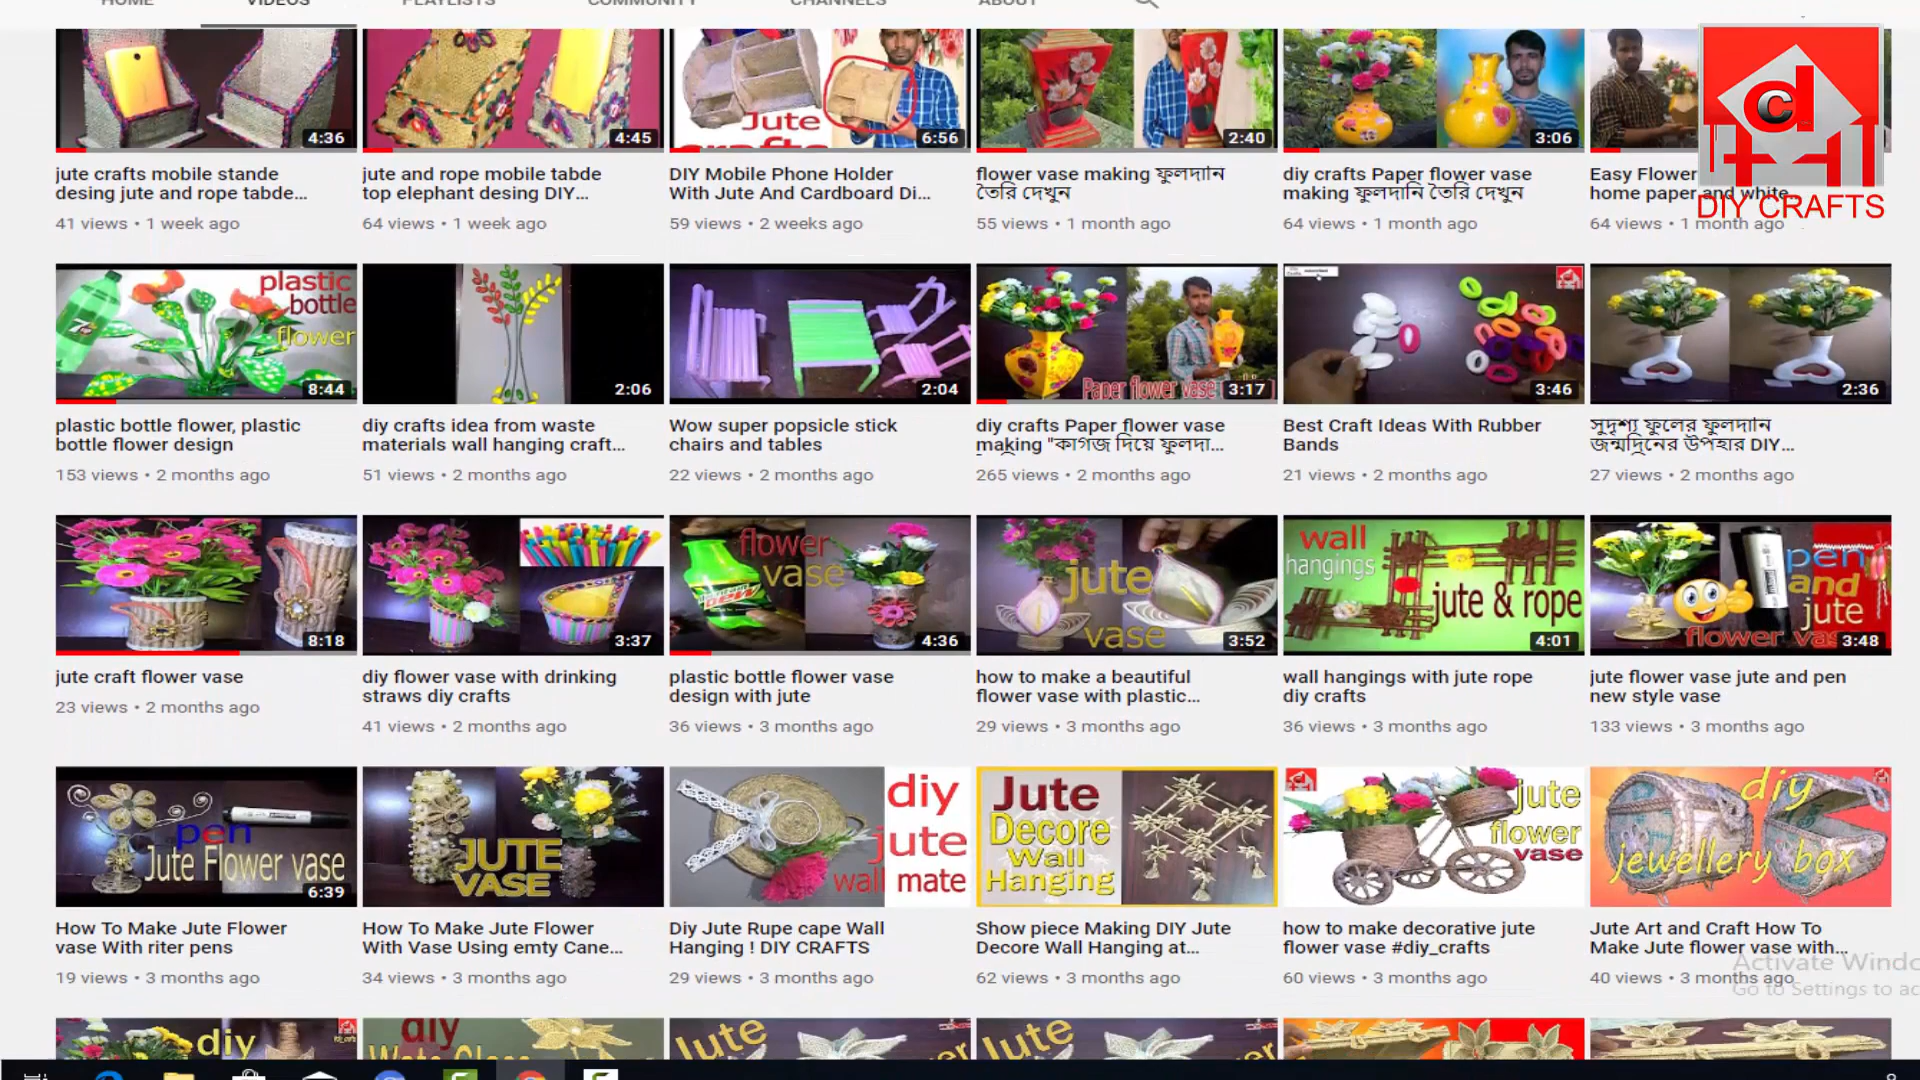 HOME VIDEOS PLAYLISTS COMMUNITY CHANNELS ABOUT
Jute
crafts
4:36
4:45
6:56
2:40
3:06
DIY CRAFTS
jute crafts mobile stande
desing jute and rope tabde...
41 views • 1 week ago
jute and rope mobile tabde
top elephant desing DIY...
64 views • 1 week ago
DIY Mobile Phone Holder
With Jute And Cardboard Di...
59 views • 2 weeks ago
flower vase making ফুলদানি
তৈরি দেখুন
55 views • 1 month ago
diy crafts Paper flower vase
making ফুলদানি তৈরি দেখুন
64 views • 1 month ago
Easy Flower
home paper and white...
64 views • 1 month ago
plastic
bottle
flower
8:44
2:06
2:04
Paper flower vase
3:17
3:46
2:36
plastic bottle flower, plastic
bottle flower design
153 views • 2 months ago
diy crafts idea from waste
materials wall hanging craft...
51 views • 2 months ago
Wow super popsicle stick
chairs and tables
22 views • 2 months ago
diy crafts Paper flower vase
making "কাগজ দিয়ে ফুলদা...
265 views • 2 months ago
Best Craft Ideas With Rubber
Bands
21 views • 2 months ago
সুদৃশ্য ফুলের ফুলদানি
জন্মদিনের উপহার DIY...
27 views • 2 months ago
8:18
3:37
flower
vase
4:36
jute
vase
3:52
wall
hangings
jute & rope
4:01
pen
and
jute
flower vas
3:48
jute craft flower vase
23 views • 2 months ago
diy flower vase with drinking
straws diy crafts
41 views • 2 months ago
plastic bottle flower vase
design with jute
36 views • 3 months ago
how to make a beautiful
flower vase with plastic...
29 views • 3 months ago
wall hangings with jute rope
diy crafts
36 views • 3 months ago
jute flower vase jute and pen
new style vase
133 views • 3 months ago
pen
Jute Flower vase
6:39
JUTE
VASE
diy
jute
wall mate
Jute
Decore
Wall
Hanging
jute
flower
vase
diy
jewellery box
How To Make Jute Flower
vase With riter pens
19 views • 3 months ago
How To Make Jute Flower
With Vase Using emty Cane...
34 views • 3 months ago
Diy Jute Rupe cape Wall
Hanging ! DIY CRAFTS
29 views • 3 months ago
Show piece Making DIY Jute
Decore Wall Hanging at...
62 views • 3 months ago
how to make decorative jute
flower vase #diy_crafts
60 views • 3 months ago
Jute Art and Craft How To
Make Jute flower vase with...
40 views • 3 months ago
Activate Windo
Go to Settings to ac
diy
diy
Jute
Jute